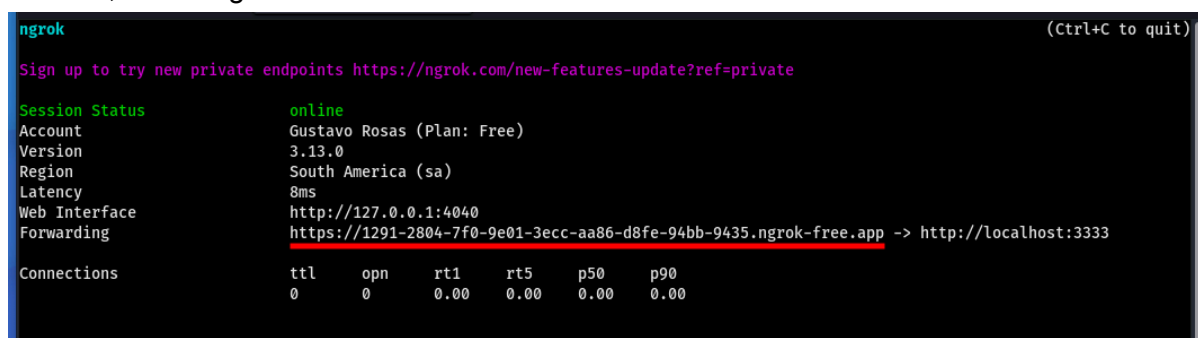 ngrok (Ctrl+C to quit)
Sign up to try new private endpoints https://ngrok.com/new-features-update?ref=private
Session Status online
Account Gustavo Rosas (Plan: Free)
Version 3.13.0
Region South America (sa)
Latency 8ms
Web Interface http://127.0.0.1:4040
Forwarding https://1291-2804-7f0-9e01-3ecc-aa86-d8fe-94bb-9435.ngrok-free.app -> http://localhost:3333
Connections ttl opn rt1 rt5 p50 p90
0 0 0.00 0.00 0.00 0.00